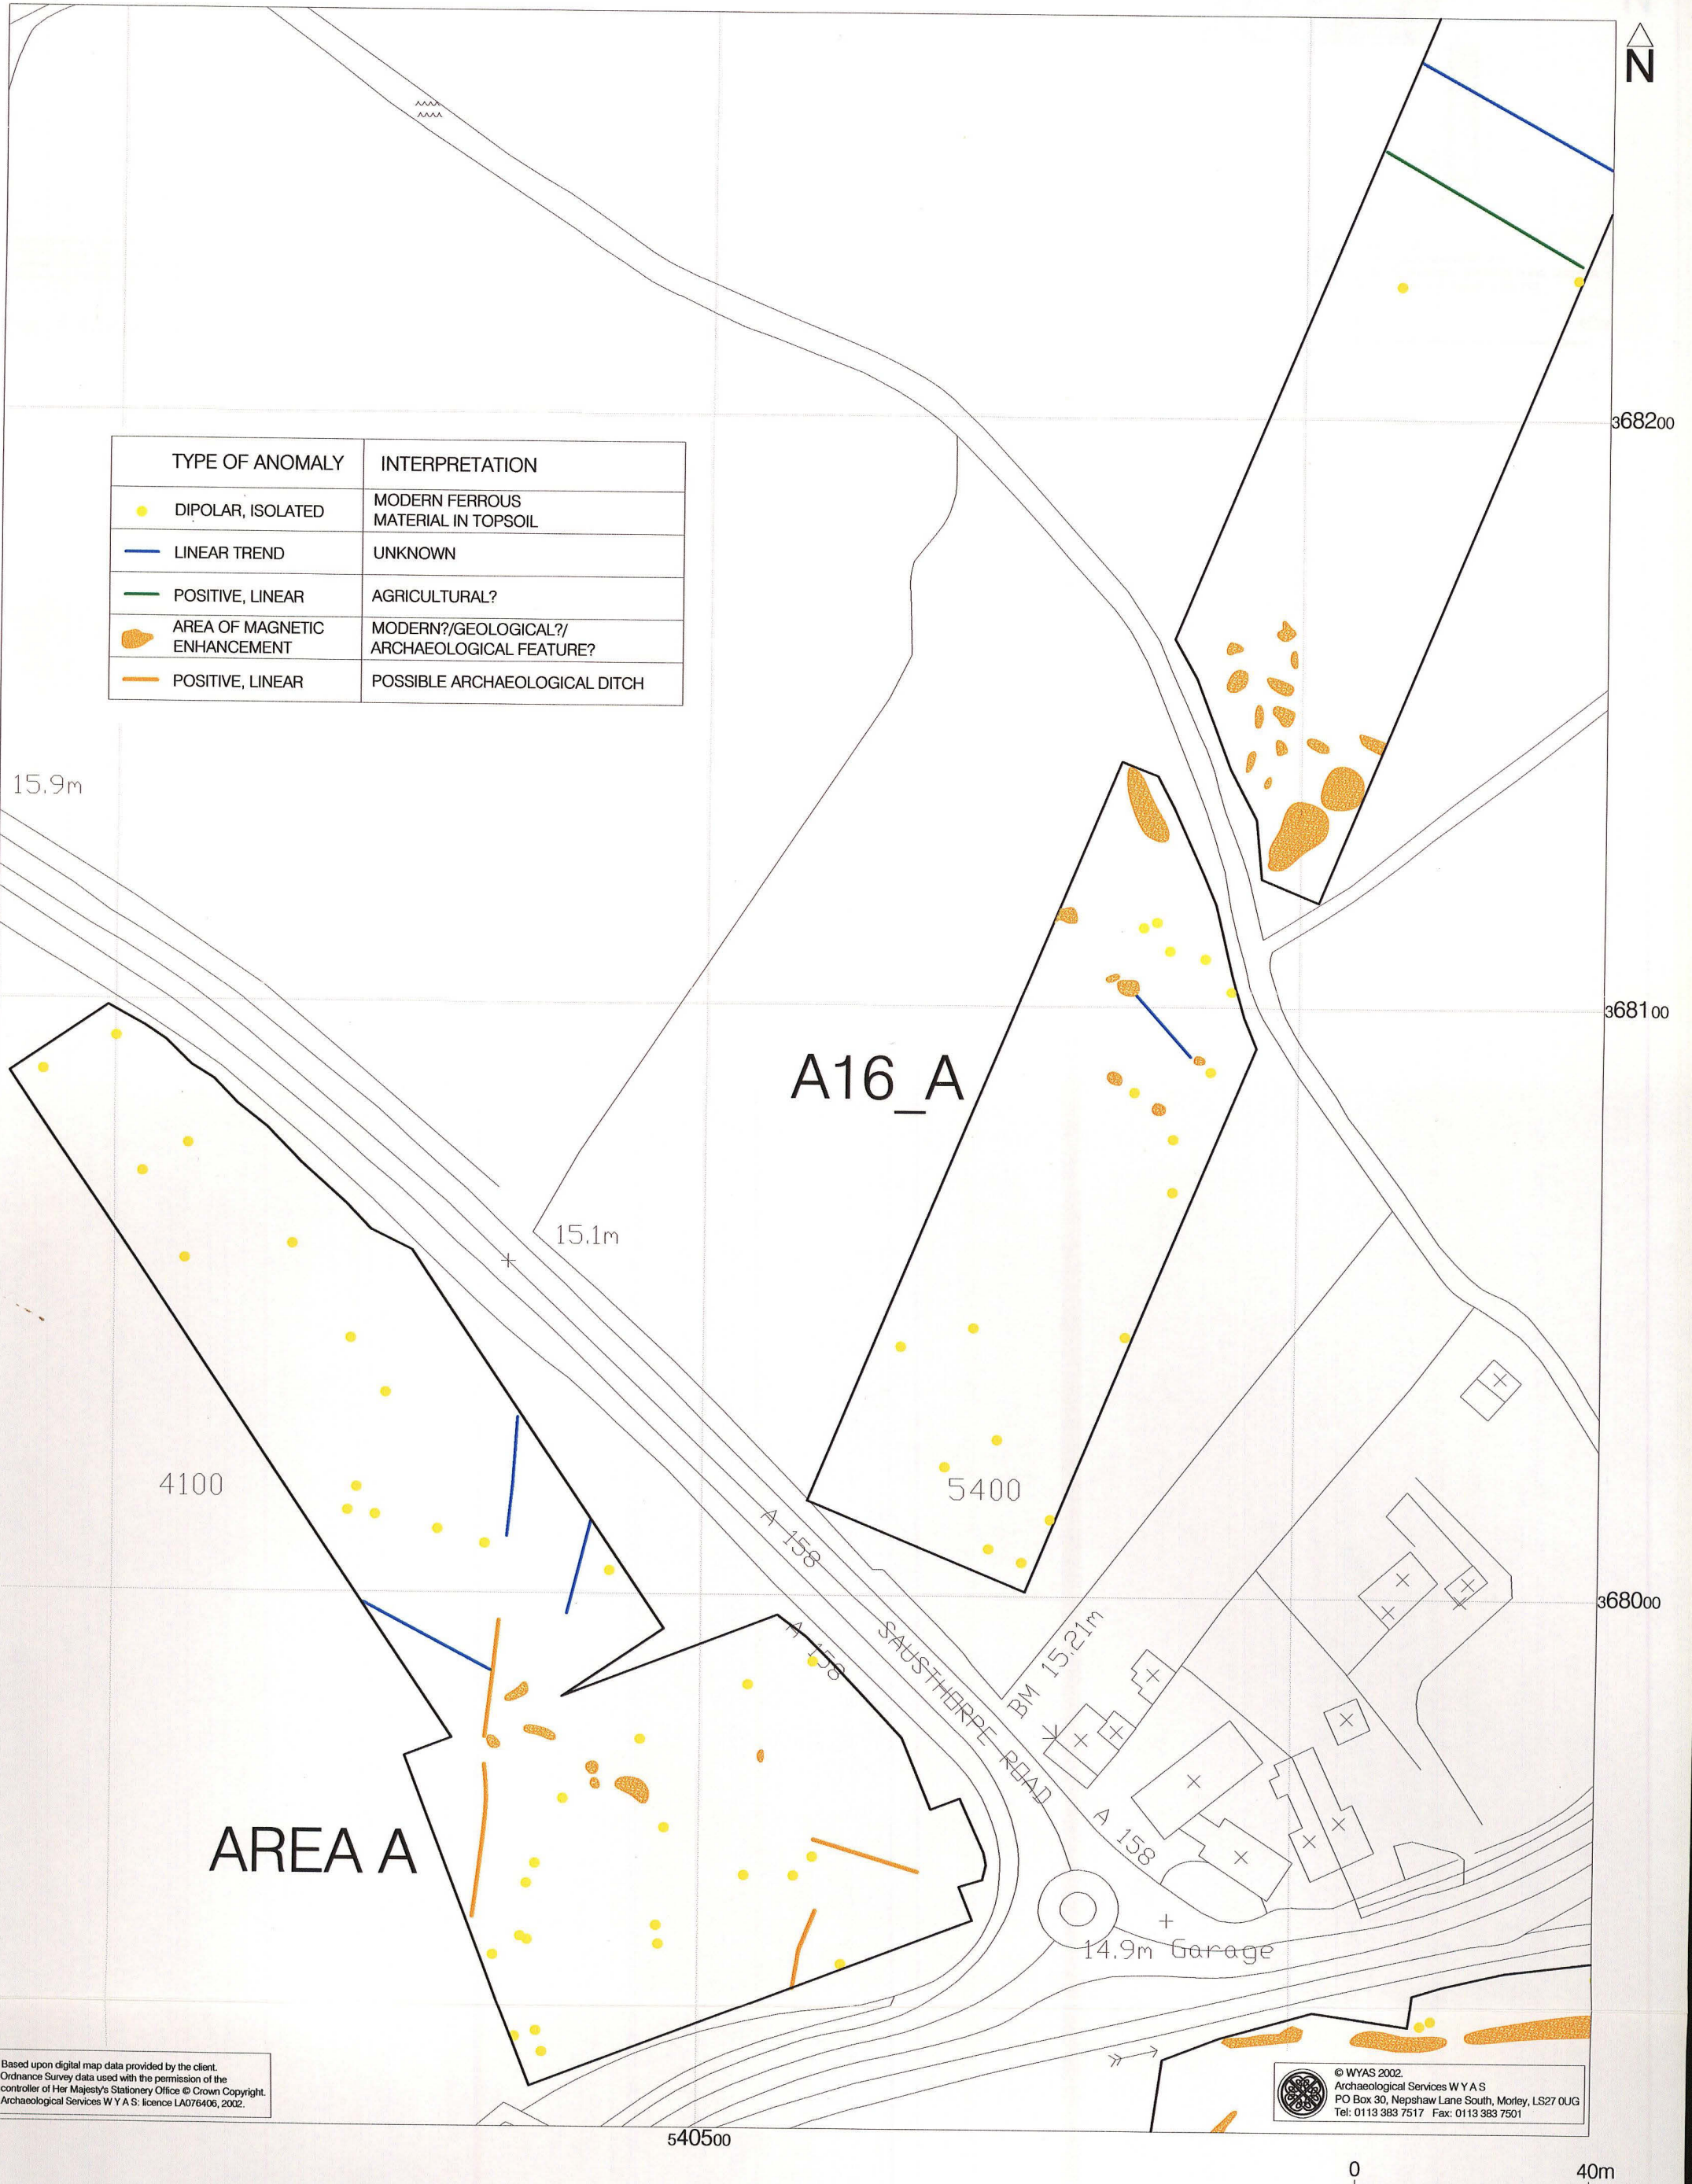 N
368200
TYPE OF ANOMALY INTERPRETATION
DIPOLAR, ISOLATED MODERN FERROUS MATERIAL IN TOPSOIL
LINEAR TREND UNKNOWN
POSITIVE, LINEAR AGRICULTURAL?
AREA OF MAGNETIC ENHANCEMENT MODERN?/GEOLOGICAL?/ ARCHAEOLOGICAL FEATURE?
POSITIVE, LINEAR POSSIBLE ARCHAEOLOGICAL DITCH
15.9m
368100
A16_A
15.1m
4100
5400
A 158
368000
A 158
SAUSTHORPE ROAD
BM 15.21m
A 158
AREA A
14.9m Garage
Based upon digital map data provided by the client.
Ordnance Survey data used with the permission of the
controller of Her Majesty's Stationery Office © Crown Copyright.
Archaeological Services W Y A S: licence LA076406, 2002.
© WYAS 2002.
Archaeological Services W Y A S
PO Box 30, Nepshaw Lane South, Morley, LS27 0UG
Tel: 0113 383 7517 Fax: 0113 383 7501
540500
0 40m